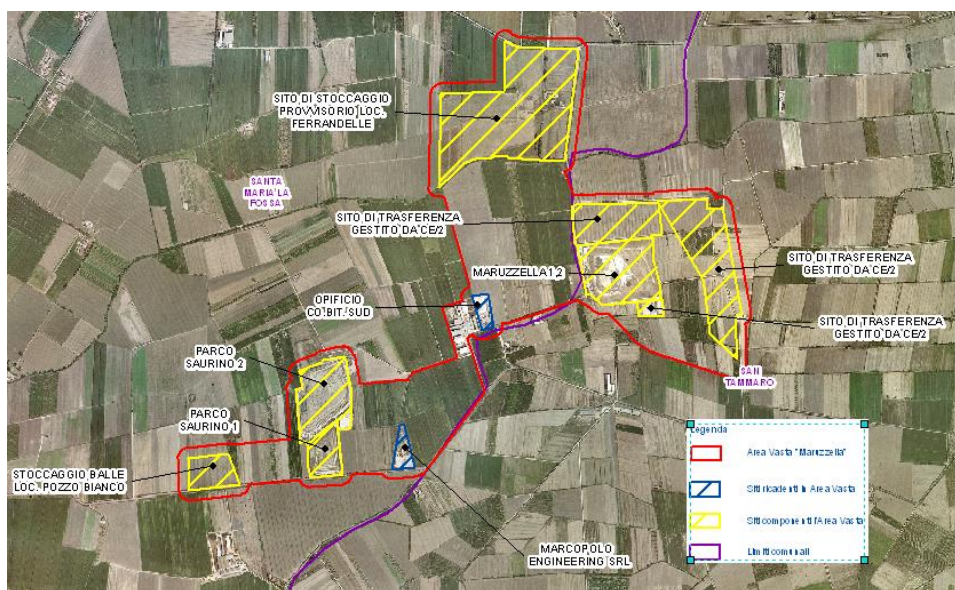 SITO DI STOCCAGGIO
PROVVISORIO LOC.
FERRANDELLE
SANTA
MARIA LA
FOSSA
SITO DI TRASFERENZA
GESTITO DA CE/2
MARUZZELLA 1,2
SITO DI TRASFERENZA
GESTITO DA CE/2
OPIFICIO
CO.BIT. SUD
SITO DI TRASFERENZA
GESTITO DA CE/2
PARCO
SAURINO 2
SAN
TAMMARO
PARCO
SAURINO 1
STOCCAGGIO BALLE
LOC. POZZO BIANCO
MARCOPOLO
ENGINEERING SRL
Legenda
Area Vasta "Maruzzella"
Siti ricadenti in Area Vasta
Siti componenti l'Area Vasta
Limiti comunali